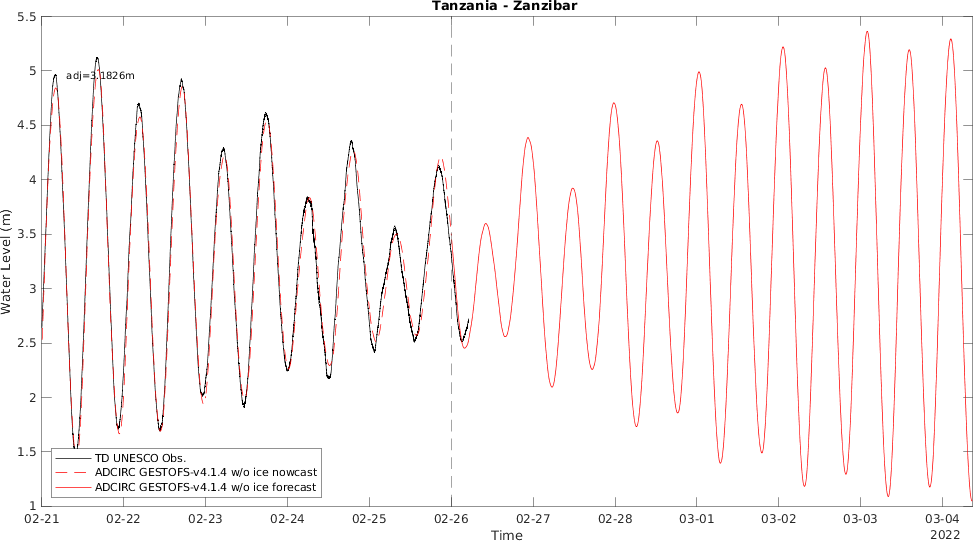 Tanzania - Zanzibar
5.5
5
4.5
4
3.5
3
2.5
2
1.5
1
Water Level (m)
adj=3.1826m
TD UNESCO Obs.
ADCIRC GESTOFS-v4.1.4 w/o ice nowcast
ADCIRC GESTOFS-v4.1.4 w/o ice forecast
02-21 02-22 02-23 02-24 02-25 02-26 02-27 02-28 03-01 03-02 03-03 03-04
Time
2022